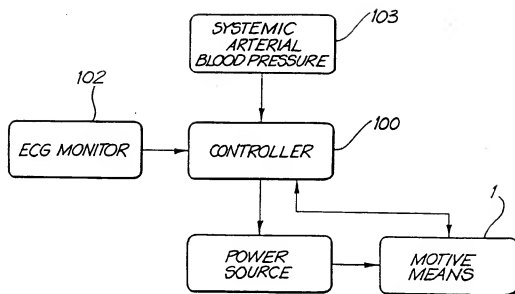 103
SYSTEMIC
ARTERIAL
BLOOD PRESSURE
102
100
ECG MONITOR
CONTROLLER
1
POWER
SOURCE
MOTIVE
MEANS